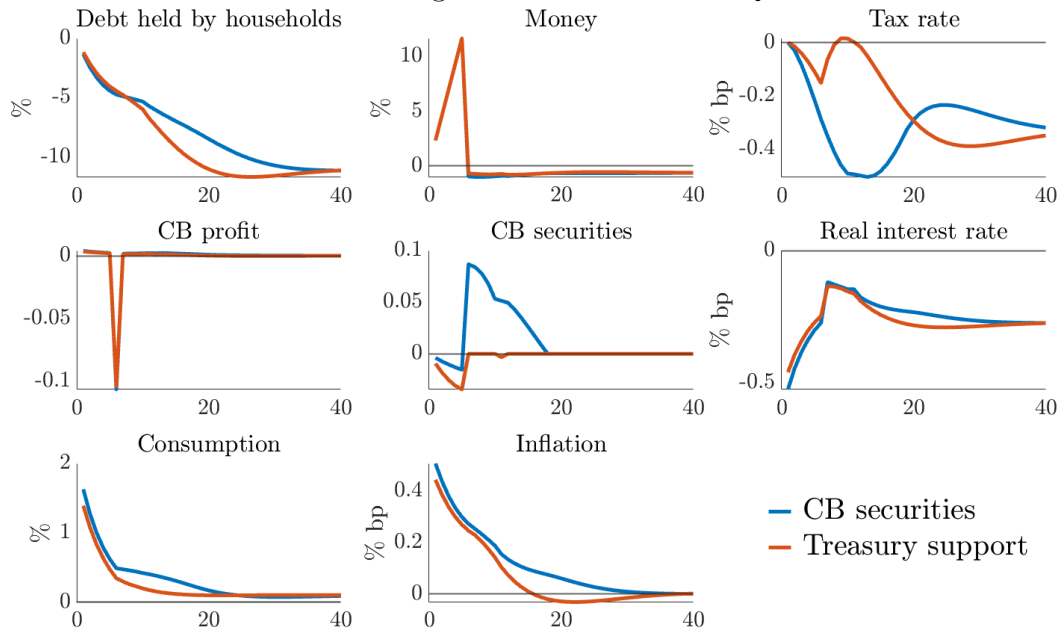 Debt held by households
Money
Tax rate
0
-5
-10
%
0 20 40
10
5
0
%
0 20 40
0
-0.2
-0.4
% bp
0 20 40
CB profit
CB securities
Real interest rate
0
-0.05
-0.1
0 20 40
0.1
0.05
0
0 20 40
0
-0.5
% bp
0 20 40
Consumption
Inflation
2
1
0
%
0 20 40
0.4
0.2
0
% bp
0 20 40
CB securities
Treasury support